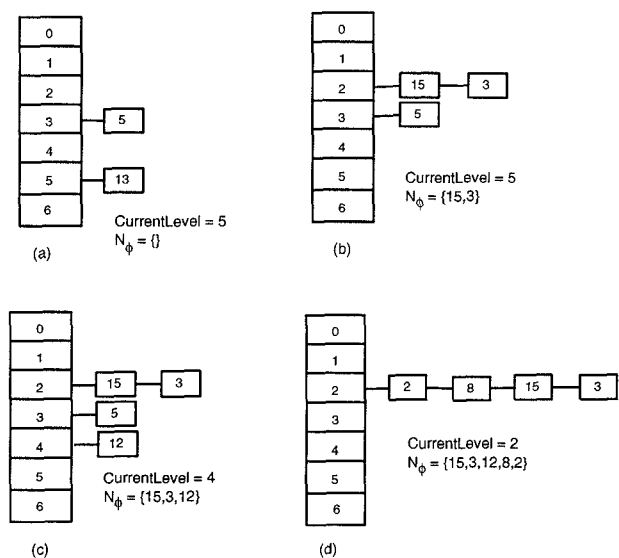 0
1
2
3 5
4
5 13
6
CurrentLevel = 5
Nϕ = {}
(a)
0
1
2 15 3
3 5
4
5
6
CurrentLevel = 5
Nϕ = {15,3}
(b)
0
1
2 15 3
3 5
4 12
5
6
CurrentLevel = 4
Nϕ = {15,3,12}
(c)
0
1
2 2 8 15 3
3
4
5
6
CurrentLevel = 2
Nϕ = {15,3,12,8,2}
(d)